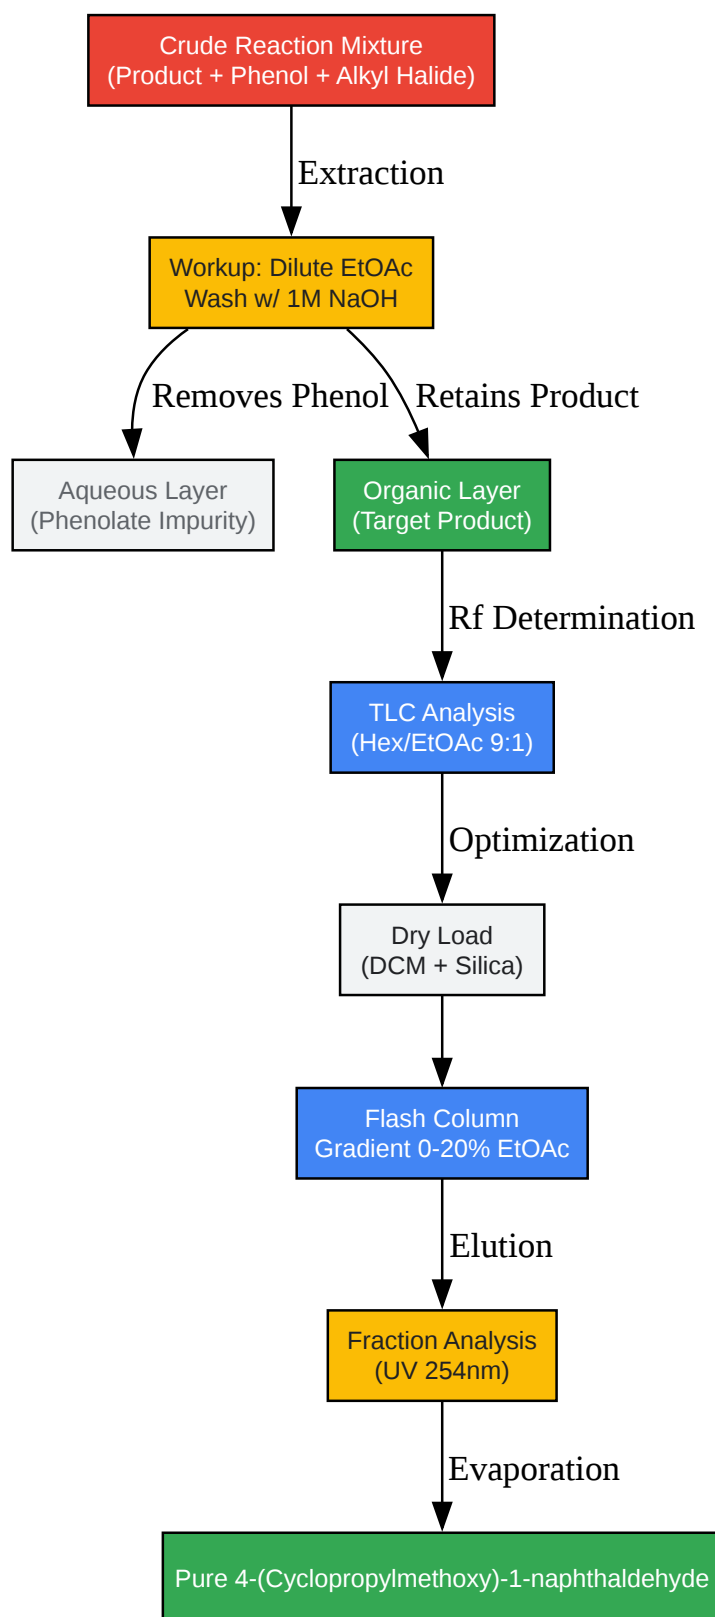 Crude Reaction Mixture
(Product + Phenol + Alkyl Halide)
Extraction
Workup: Dilute EtOAc
Wash w/ 1M NaOH
Removes Phenol
Retains Product
Aqueous Layer
(Phenolate Impurity)
Organic Layer
(Target Product)
Rf Determination
TLC Analysis
(Hex/EtOAc 9:1)
Optimization
Dry Load
(DCM + Silica)
Flash Column
Gradient 0-20% EtOAc
Elution
Fraction Analysis
(UV 254nm)
Evaporation
Pure 4-(Cyclopropylmethoxy)-1-naphthaldehyde